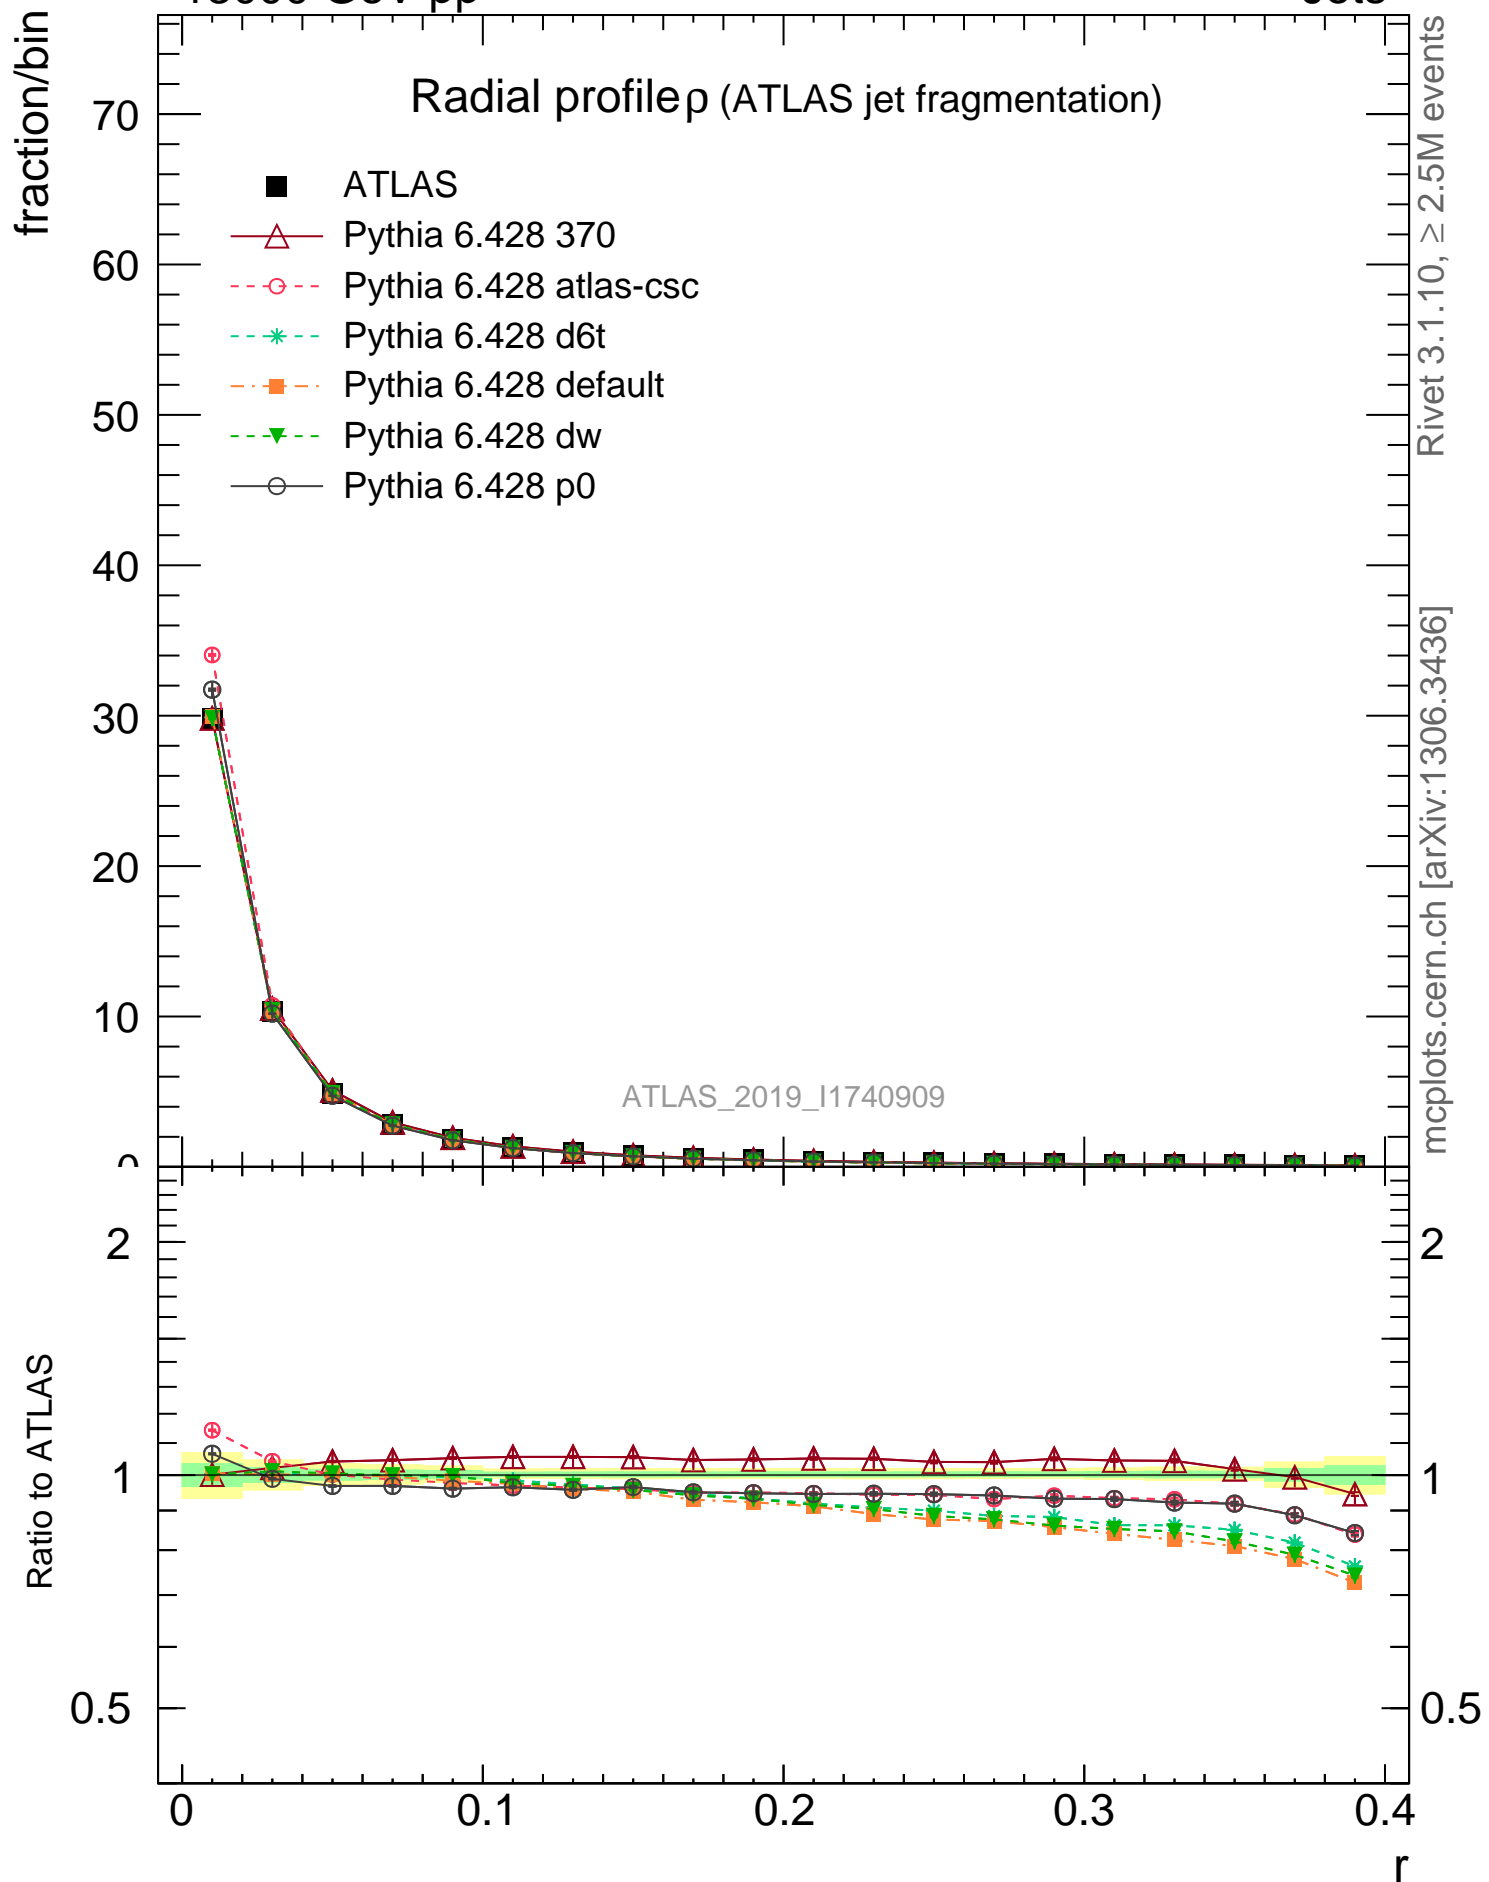 fraction/bin
Radial profile ρ (ATLAS jet fragmentation)
ATLAS
Pythia 6.428 370
Pythia 6.428 atlas-csc
Pythia 6.428 d6t
Pythia 6.428 default
Pythia 6.428 dw
Pythia 6.428 p0
70
60
50
40
30
20
10
0
ATLAS_2019_I1740909
Rivet 3.1.10, ≥ 2.5M events
mcplots.cern.ch [arXiv:1306.3436]
Ratio to ATLAS
2
1
0.5
2
1
0.5
0
0.1
0.2
0.3
0.4
r